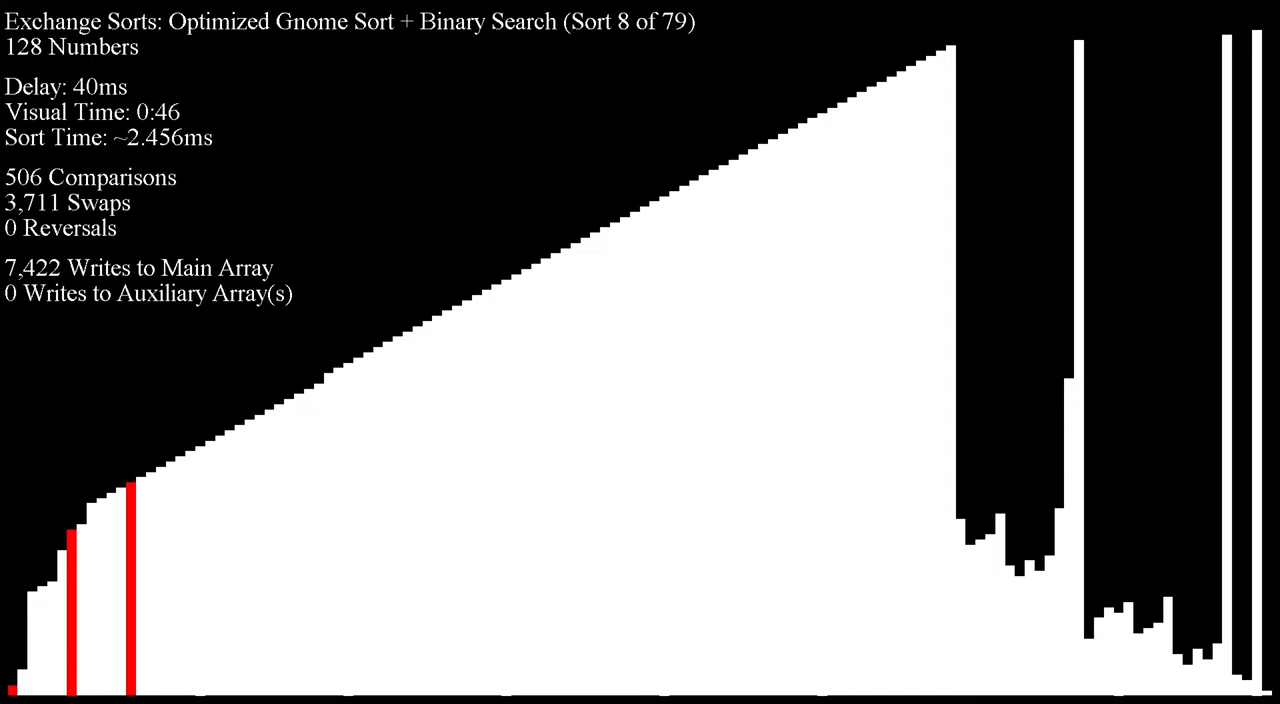 Exchange Sorts: Optimized Gnome Sort + Binary Search (Sort 8 of 79)
128 Numbers
Delay: 40ms
Visual Time: 0:46
Sort Time: ~2.456ms
506 Comparisons
3,711 Swaps
0 Reversals
7,422 Writes to Main Array
0 Writes to Auxiliary Array(s)